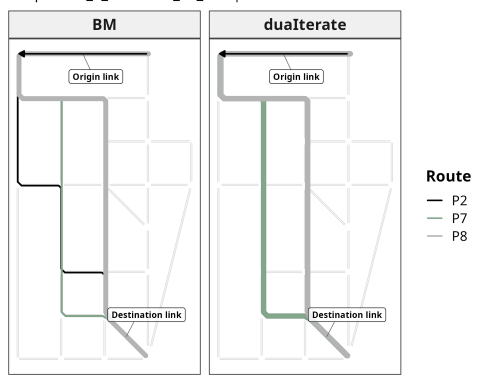 BM
duaIterate
Origin link
Origin link
Destination link
Destination link
Route
P2
P7
P8